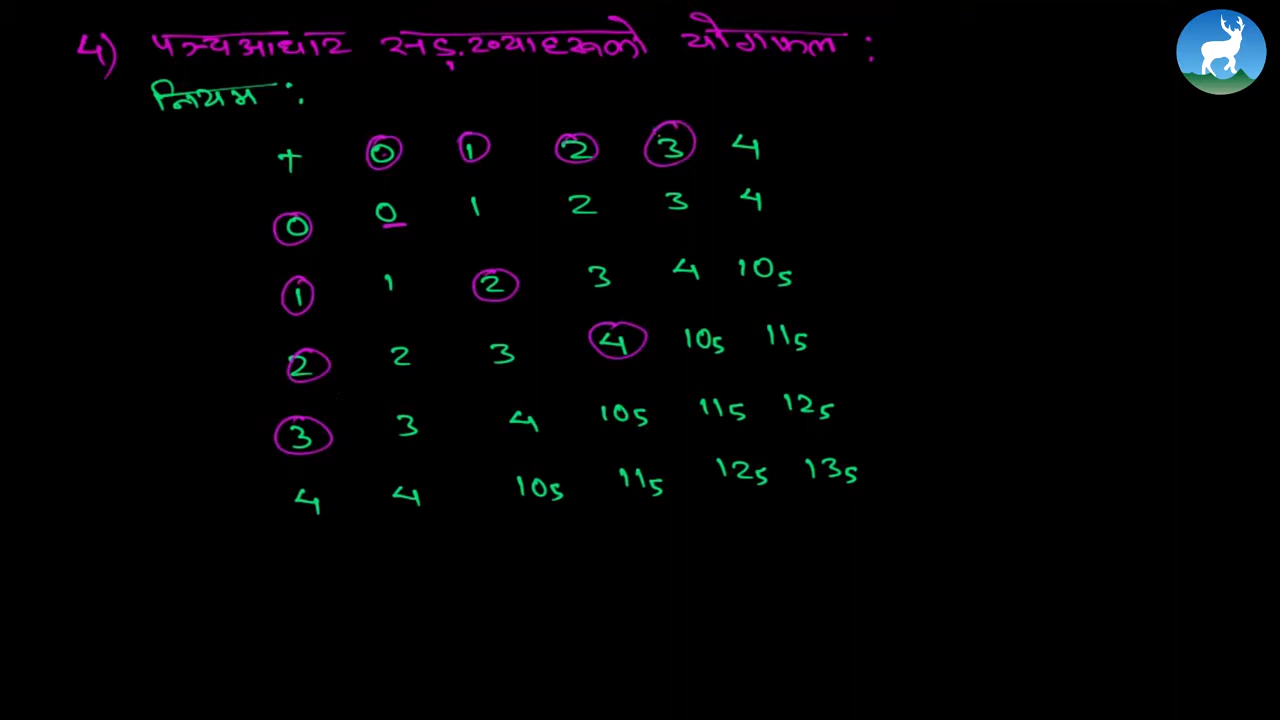 4) पञ्चआधार सङ्ख्याहरूको योगफल :
नियम :
+ 0 1 2 3 4
0 0 1 2 3 4
1 1 2 3 4 10₅
2 2 3 4 10₅ 11₅
3 3 4 10₅ 11₅ 12₅
4 4 10₅ 11₅ 12₅ 13₅